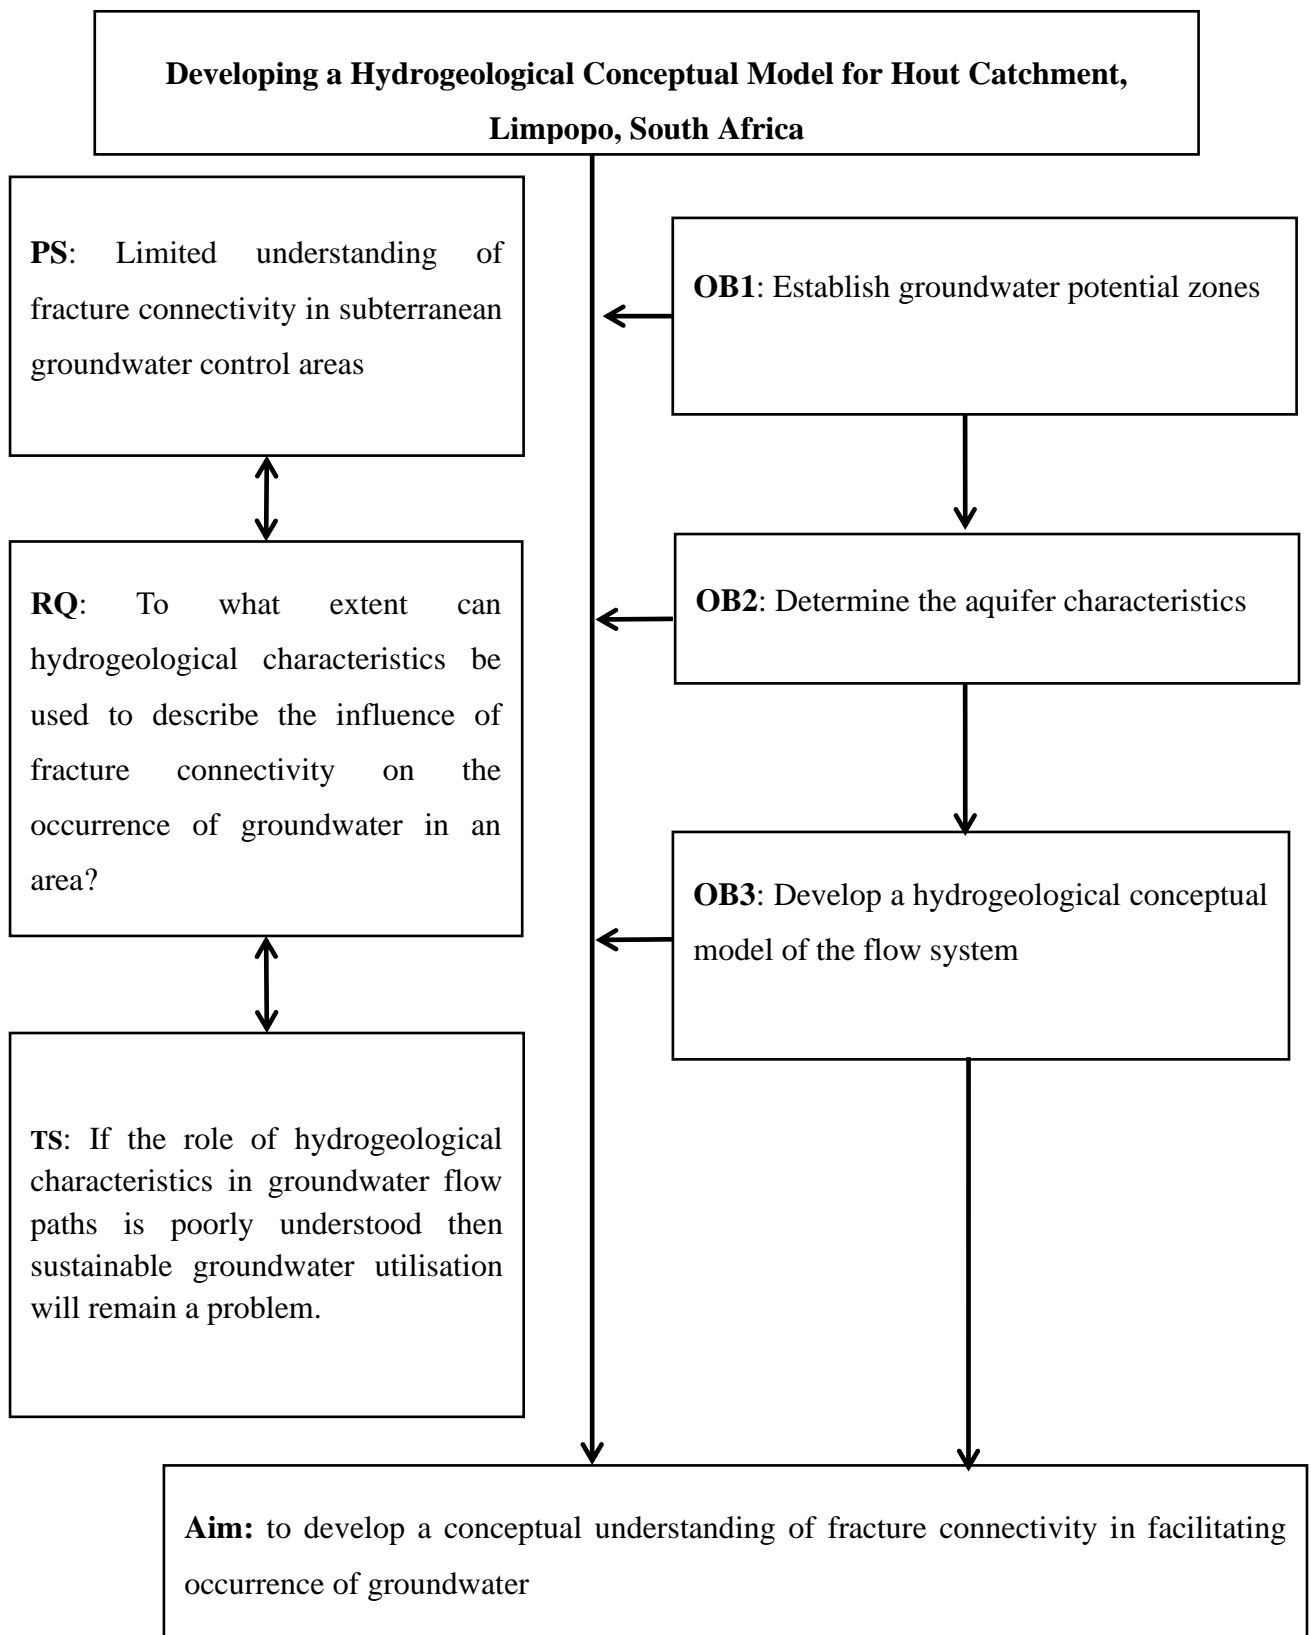 Developing a Hydrogeological Conceptual Model for Hout Catchment,
Limpopo, South Africa
PS: Limited understanding of
fracture connectivity in subterranean
groundwater control areas
RQ: To what extent can
hydrogeological characteristics be
used to describe the influence of
fracture connectivity on the
occurrence of groundwater in an
area?
TS: If the role of hydrogeological
characteristics in groundwater flow
paths is poorly understood then
sustainable groundwater utilisation
will remain a problem.
OB1: Establish groundwater potential zones
OB2: Determine the aquifer characteristics
OB3: Develop a hydrogeological conceptual
model of the flow system
Aim: to develop a conceptual understanding of fracture connectivity in facilitating
occurrence of groundwater